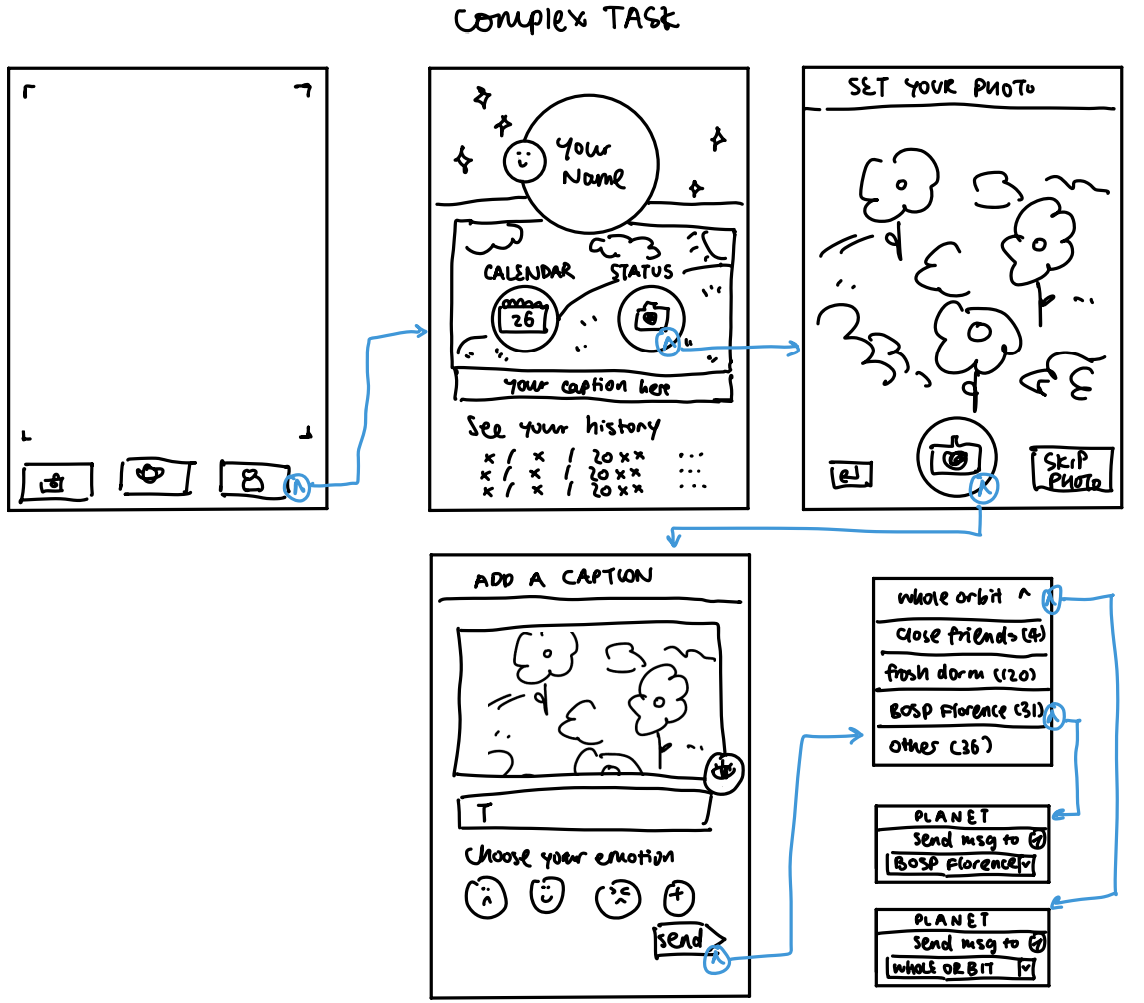 Complex TASK
Your
Name
CALENDAR
STATUS
26
Your caption here
See your history
x / x / 20xx ...
x / x / 20xx ...
x / x / 20xx ...
SET YOUR PHOTO
SKIP
PHOTO
ADD A CAPTION
T
Choose your emotion
+
send
whole orbit ^
Close friends (4)
frosh dorm (120)
BOSP Florence (31)
other (36)
PLANET
Send msg to
BOSP Florence
PLANET
Send msg to
WHOLE ORBIT